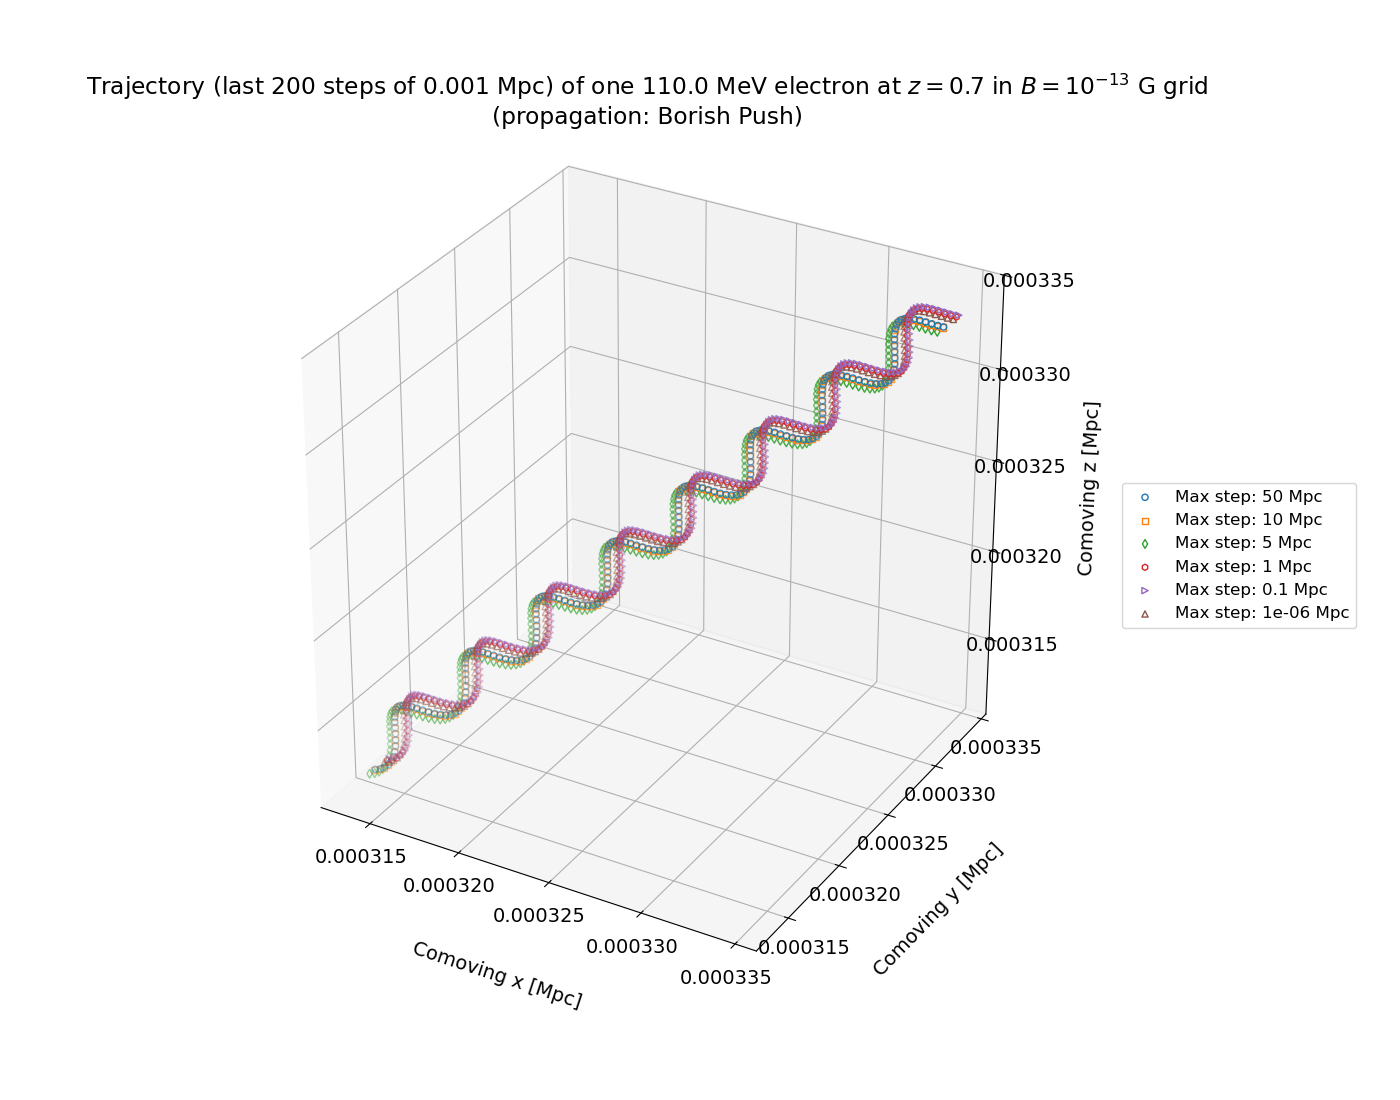 Trajectory (last 200 steps of 0.001 Mpc) of one 110.0 MeV electron at z = 0.7 in B = 10⁻¹³ G grid
(propagation: Borish Push)
0.000335
0.000330
0.000325
0.000320
0.000315
Comoving z [Mpc]
Max step: 50 Mpc
Max step: 10 Mpc
Max step: 5 Mpc
Max step: 1 Mpc
Max step: 0.1 Mpc
Max step: 1e-06 Mpc
0.000335
0.000330
0.000325
0.000320
0.000315
Comoving y [Mpc]
0.000315
0.000320
0.000325
0.000330
0.000335
Comoving x [Mpc]